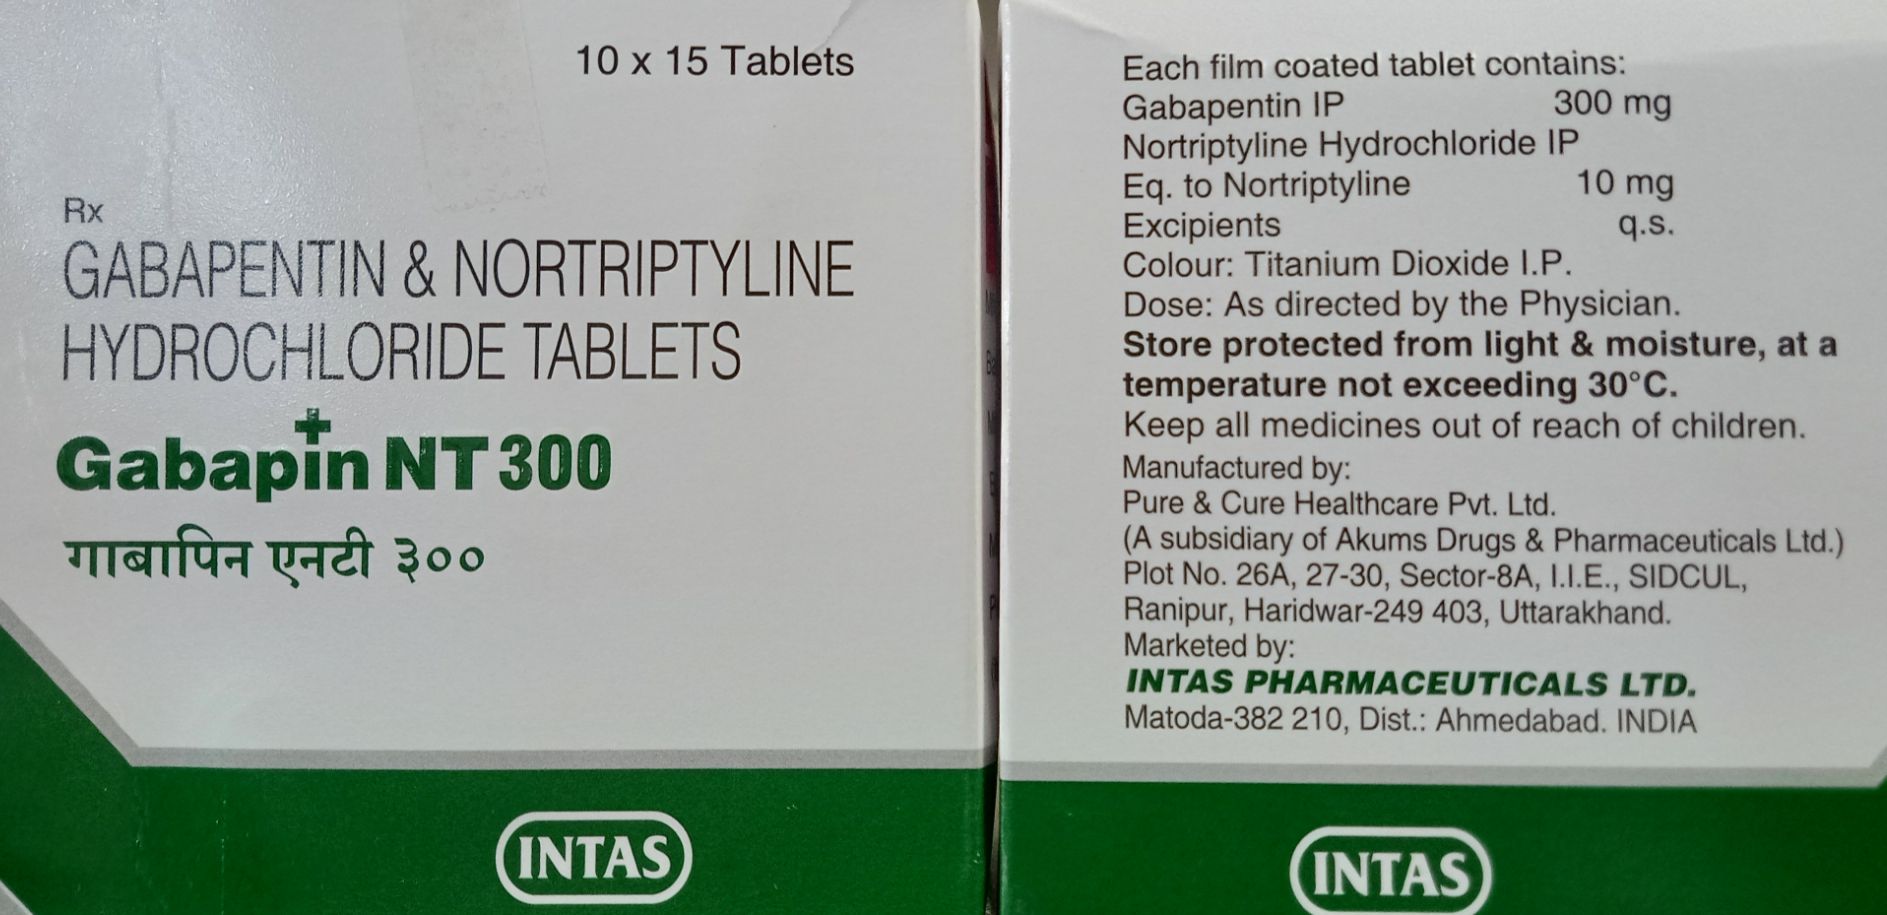 10 x 15 Tablets
Rx
GABAPENTIN & NORTRIPTYLINE
HYDROCHLORIDE TABLETS
Gabapin NT 300
गाबापिन एनटी ३००
INTAS
Each film coated tablet contains:
Gabapentin IP 300 mg
Nortriptyline Hydrochloride IP
Eq. to Nortriptyline 10 mg
Excipients q.s.
Colour: Titanium Dioxide I.P.
Dose: As directed by the Physician.
Store protected from light & moisture, at a
temperature not exceeding 30°C.
Keep all medicines out of reach of children.
Manufactured by:
Pure & Cure Healthcare Pvt. Ltd.
(A subsidiary of Akums Drugs & Pharmaceuticals Ltd.)
Plot No. 26A, 27-30, Sector-8A, I.I.E., SIDCUL,
Ranipur, Haridwar-249 403, Uttarakhand.
Marketed by:
INTAS PHARMACEUTICALS LTD.
Matoda-382 210, Dist.: Ahmedabad. INDIA
INTAS